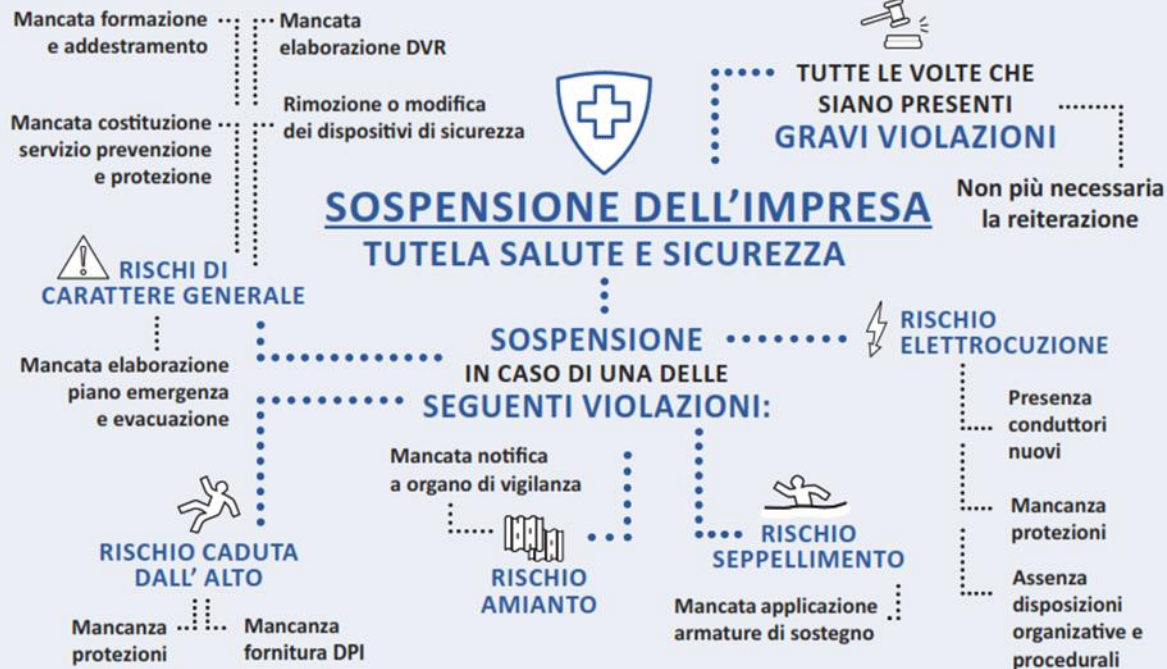 Mancata formazione
e addestramento
Mancata
elaborazione DVR
Mancata costituzione
servizio prevenzione
e protezione
Rimozione o modifica
dei dispositivi di sicurezza
TUTTE LE VOLTE CHE
SIANO PRESENTI
GRAVI VIOLAZIONI
Non più necessaria
la reiterazione
SOSPENSIONE DELL'IMPRESA
TUTELA SALUTE E SICUREZZA
RISCHI DI
CARATTERE GENERALE
Mancata elaborazione
piano emergenza
e evacuazione
SOSPENSIONE
IN CASO DI UNA DELLE
SEGUENTI VIOLAZIONI:
RISCHIO
ELETTROCUZIONE
Presenza
conduttori
nuovi
Mancanza
protezioni
Assenza
disposizioni
organizative e
procedurali
Mancata notifica
a organo di vigilanza
RISCHIO
AMIANTO
RISCHIO
SEPPELLIMENTO
Mancata applicazione
armature di sostegno
RISCHIO CADUTA
DALL' ALTO
Mancanza
protezioni
Mancanza
fornitura DPI